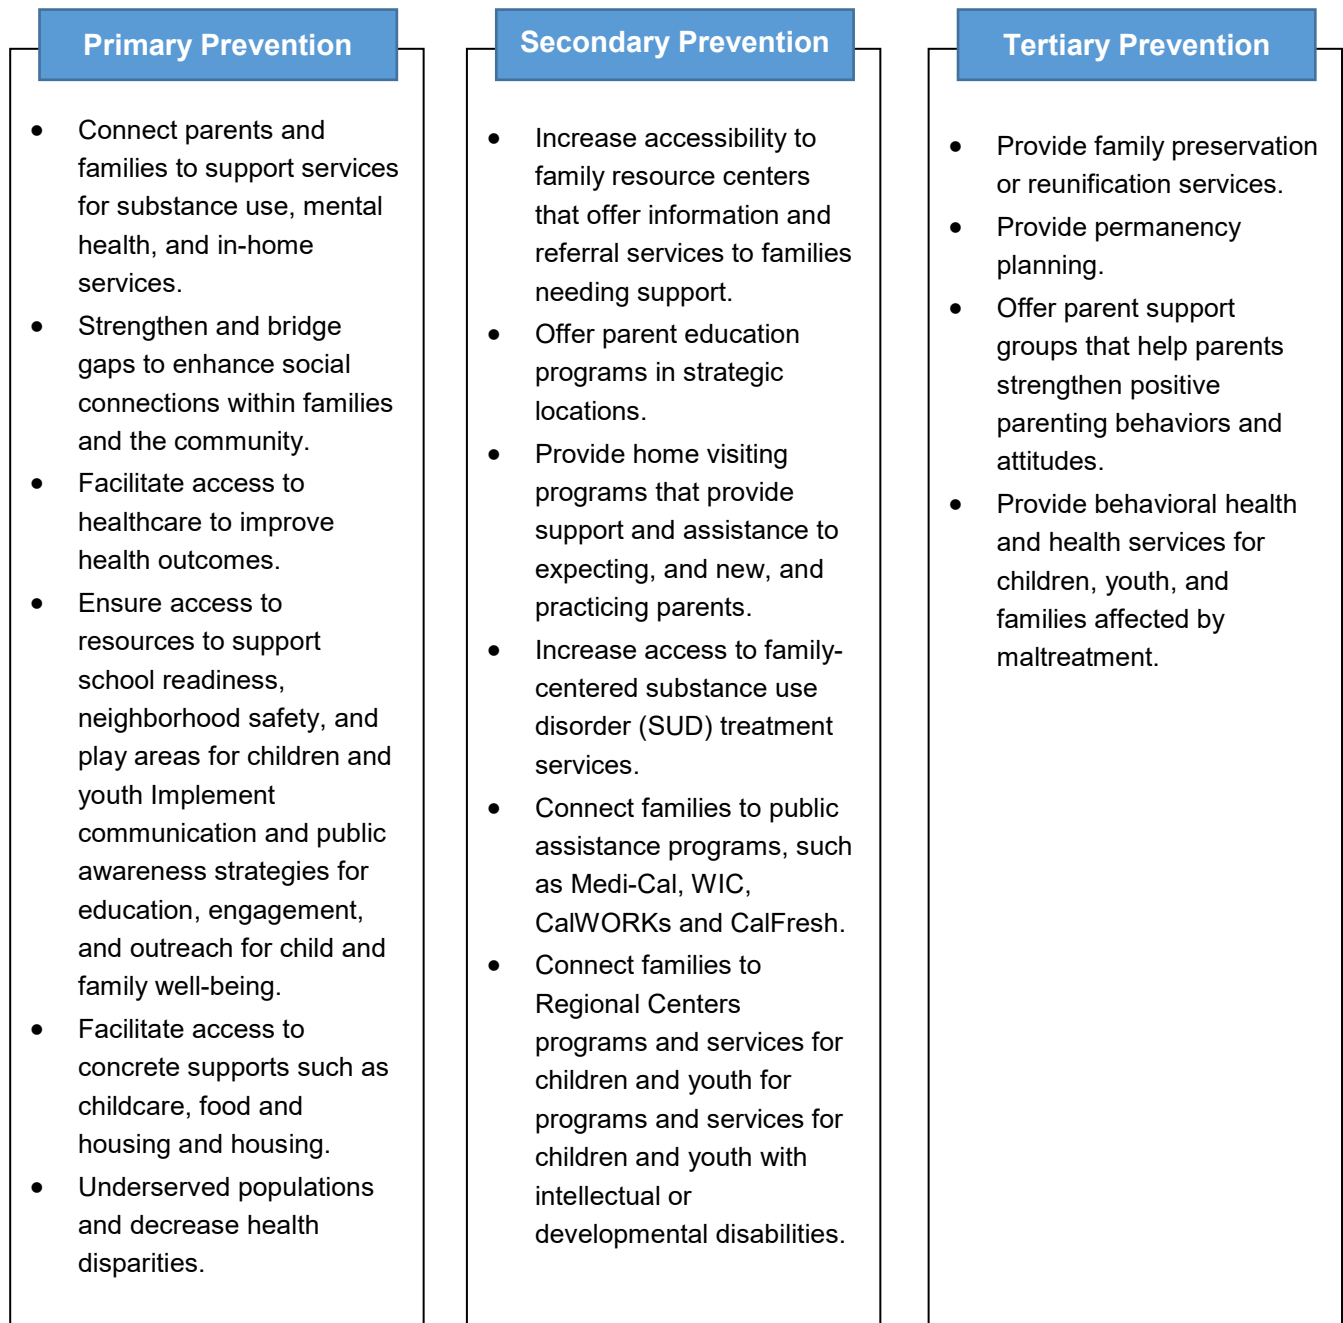 Primary Prevention
• Connect parents and
families to support services
for substance use, mental
health, and in-home
services.
• Strengthen and bridge
gaps to enhance social
connections within families
and the community.
• Facilitate access to
healthcare to improve
health outcomes.
• Ensure access to
resources to support
school readiness,
neighborhood safety, and
play areas for children and
youth Implement
communication and public
awareness strategies for
education, engagement,
and outreach for child and
family well-being.
• Facilitate access to
concrete supports such as
childcare, food and
housing and housing.
• Underserved populations
and decrease health
disparities.
Secondary Prevention
• Increase accessibility to
family resource centers
that offer information and
referral services to families
needing support.
• Offer parent education
programs in strategic
locations.
• Provide home visiting
programs that provide
support and assistance to
expecting, and new, and
practicing parents.
• Increase access to family-
centered substance use
disorder (SUD) treatment
services.
• Connect families to public
assistance programs, such
as Medi-Cal, WIC,
CalWORKs and CalFresh.
• Connect families to
Regional Centers
programs and services for
children and youth for
programs and services for
children and youth with
intellectual or
developmental disabilities.
Tertiary Prevention
• Provide family preservation
or reunification services.
• Provide permanency
planning.
• Offer parent support
groups that help parents
strengthen positive
parenting behaviors and
attitudes.
• Provide behavioral health
and health services for
children, youth, and
families affected by
maltreatment.